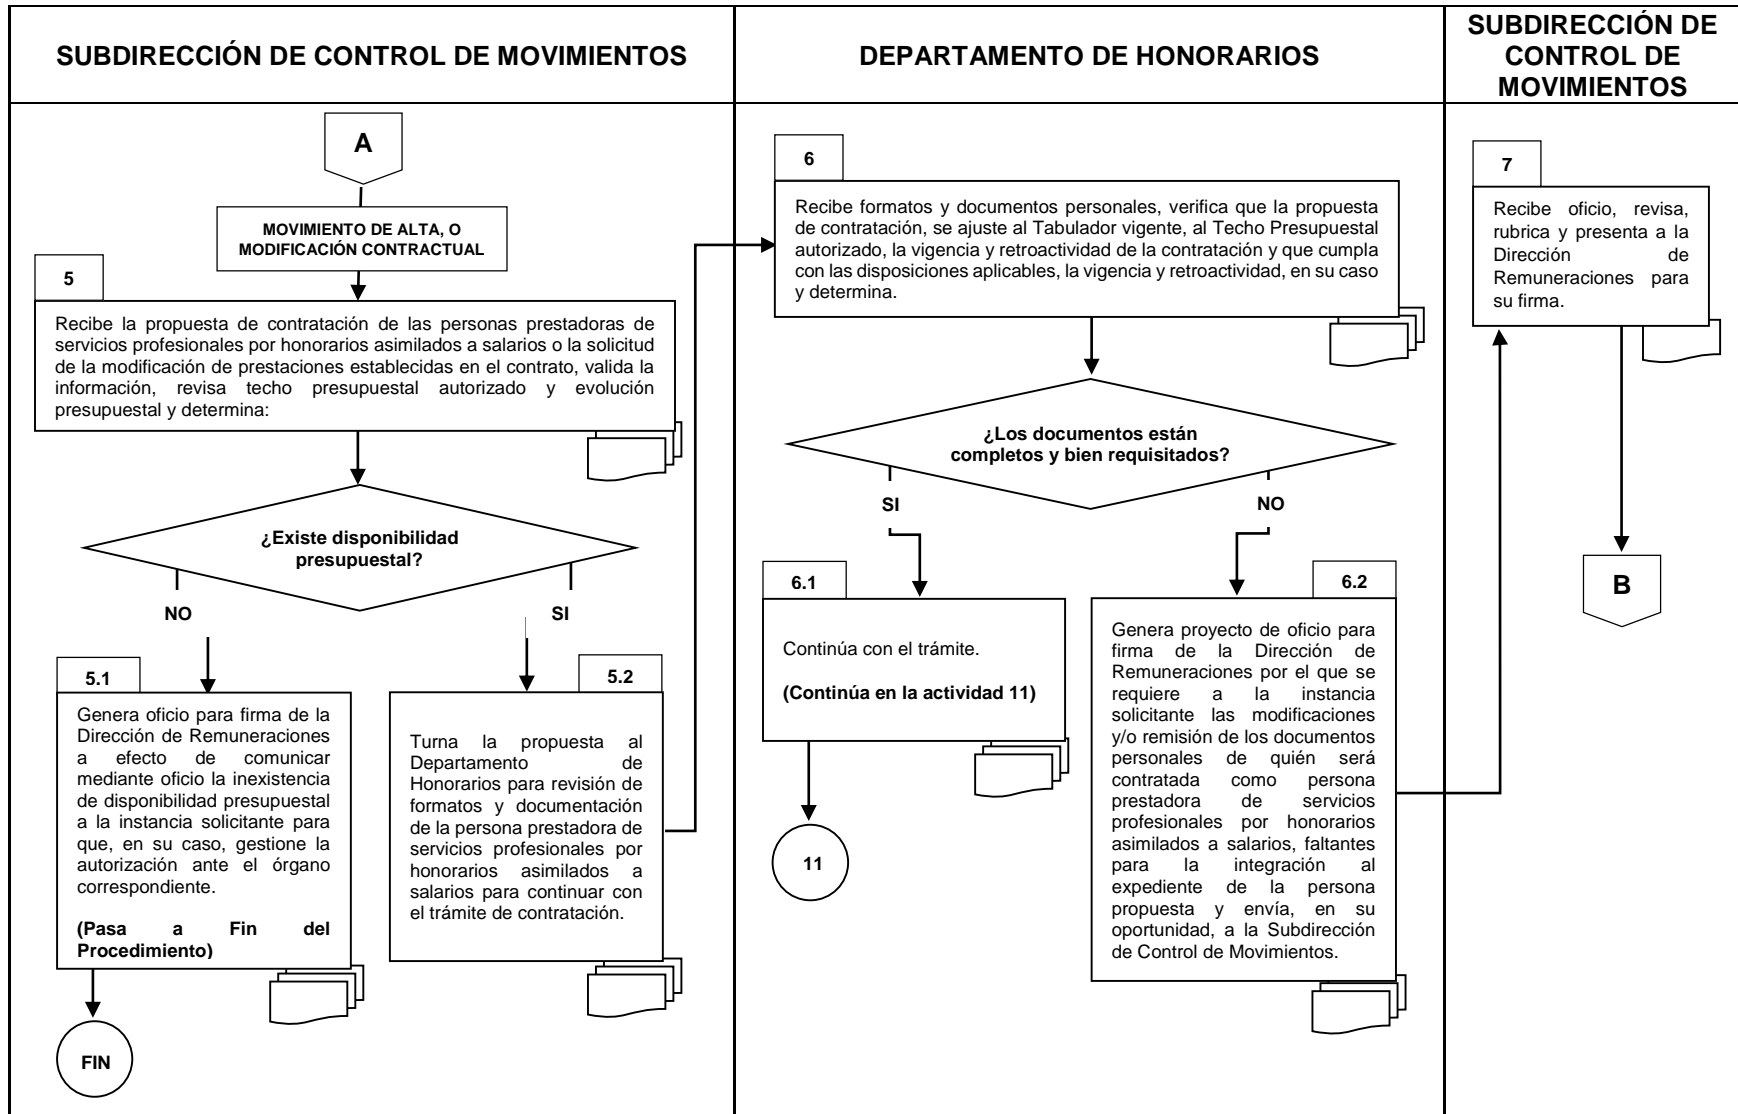 SUBDIRECCIÓN DE CONTROL DE MOVIMIENTOS
DEPARTAMENTO DE HONORARIOS
SUBDIRECCIÓN DE
CONTROL DE
MOVIMIENTOS
A
MOVIMIENTO DE ALTA, O
MODIFICACIÓN CONTRACTUAL
5
Recibe la propuesta de contratación de las personas prestadoras de
servicios profesionales por honorarios asimilados a salarios o la solicitud
de la modificación de prestaciones establecidas en el contrato, valida la
información, revisa techo presupuestal autorizado y evolución
presupuestal y determina:
¿Existe disponibilidad
presupuestal?
NO
SI
5.1
Genera oficio para firma de la
Dirección de Remuneraciones
a efecto de comunicar
mediante oficio la inexistencia
de disponibilidad presupuestal
a la instancia solicitante para
que, en su caso, gestione la
autorización ante el órgano
correspondiente.
(Pasa a Fin del
Procedimiento)
FIN
5.2
Turna la propuesta al
Departamento de
Honorarios para revisión de
formatos y documentación
de la persona prestadora de
servicios profesionales por
honorarios asimilados a
salarios para continuar con
el trámite de contratación.
6
Recibe formatos y documentos personales, verifica que la propuesta
de contratación, se ajuste al Tabulador vigente, al Techo Presupuestal
autorizado, la vigencia y retroactividad de la contratación y que cumpla
con las disposiciones aplicables, la vigencia y retroactividad, en su caso
y determina.
¿Los documentos están
completos y bien requisitados?
SI
NO
6.1
Continúa con el trámite.
(Continúa en la actividad 11)
11
6.2
Genera proyecto de oficio para
firma de la Dirección de
Remuneraciones por el que se
requiere a la instancia
solicitante las modificaciones
y/o remisión de los documentos
personales de quién será
contratada como persona
prestadora de servicios
profesionales por honorarios
asimilados a salarios, faltantes
para la integración al
expediente de la persona
propuesta y envía, en su
oportunidad, a la Subdirección
de Control de Movimientos.
7
Recibe oficio, revisa,
rubrica y presenta a la
Dirección de
Remuneraciones para
su firma.
B